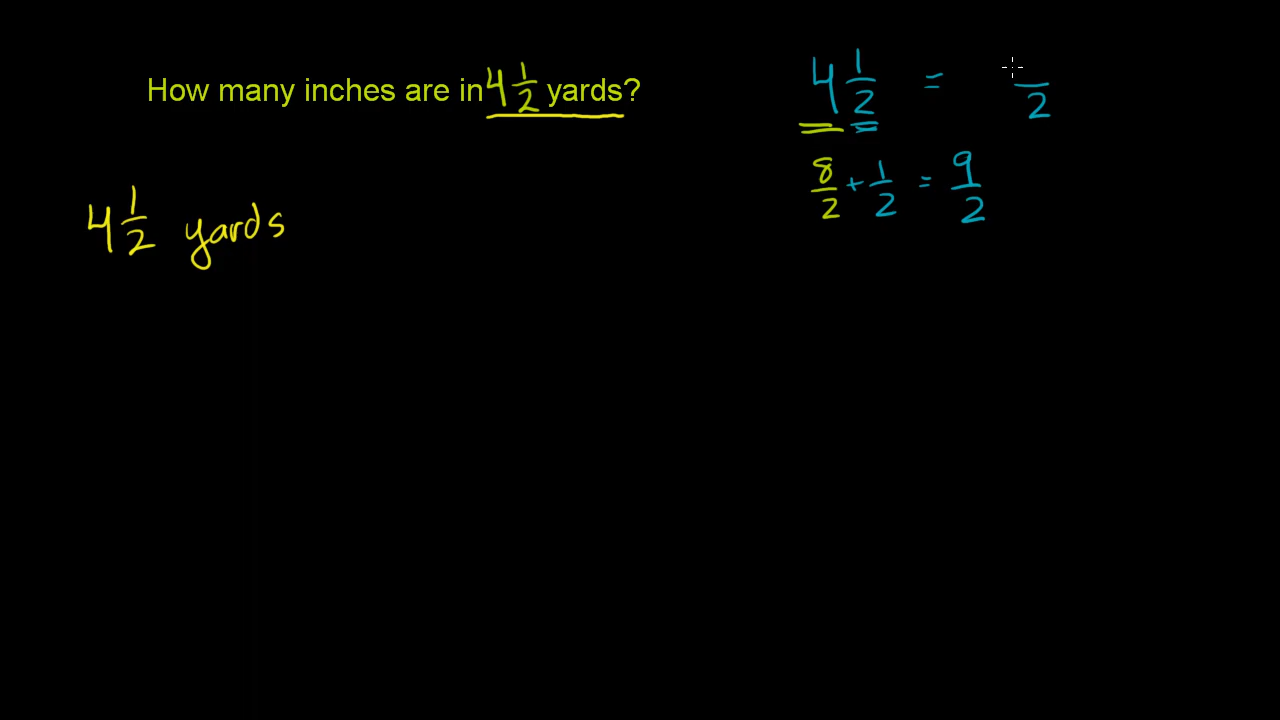 How many inches are in 4 1/2 yards?
4 1/2 = /2
8/2 + 1/2 = 9/2
4 1/2 yards